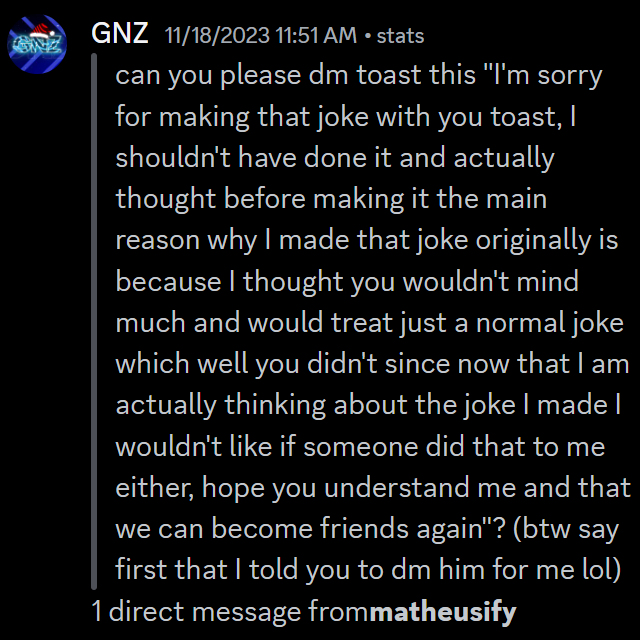 GNZ
GNZ 11/18/2023 11:51 AM • stats
can you please dm toast this "I'm sorry
for making that joke with you toast, I
shouldn't have done it and actually
thought before making it the main
reason why I made that joke originally is
because I thought you wouldn't mind
much and would treat just a normal joke
which well you didn't since now that I am
actually thinking about the joke I made I
wouldn't like if someone did that to me
either, hope you understand me and that
we can become friends again"? (btw say
first that I told you to dm him for me lol)
1 direct message frommatheusify